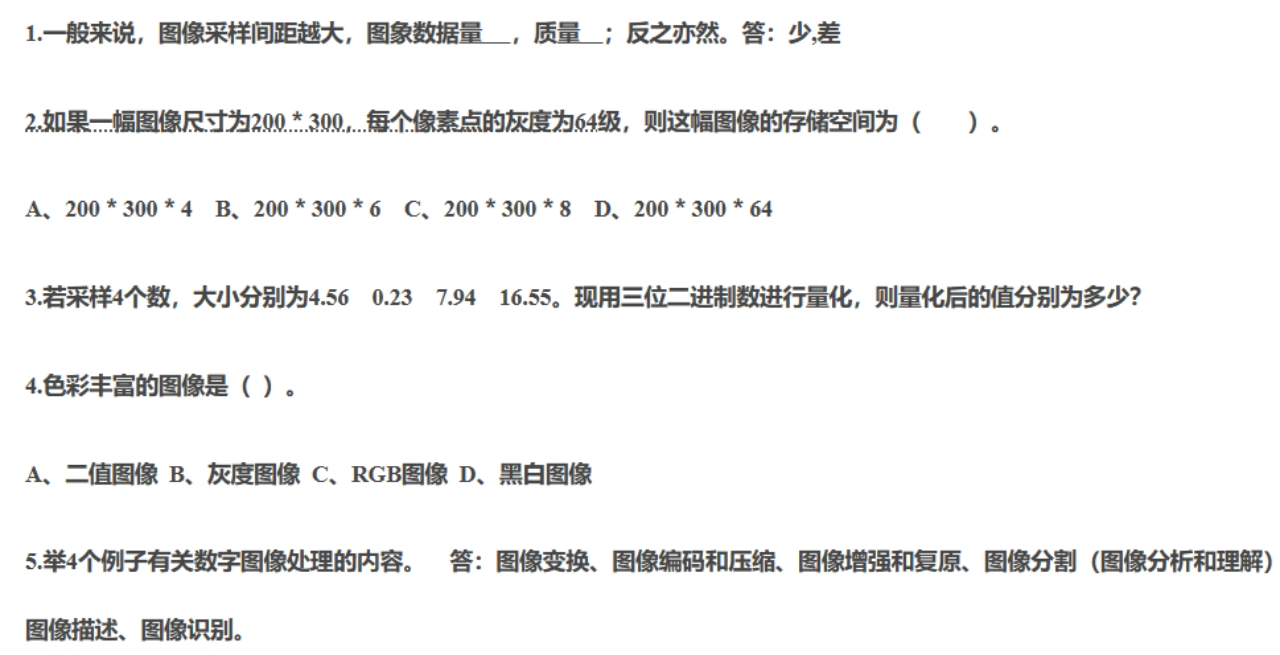 1.一般来说，图像采样间距越大，图象数据量__，质量__；反之亦然。答：少,差
2.如果一幅图像尺寸为200 * 300，每个像素点的灰度为64级，则这幅图像的存储空间为（　　）。
A、200 * 300 * 4　B、200 * 300 * 6　C、200 * 300 * 8　D、200 * 300 * 64
3.若采样4个数，大小分别为4.56　0.23　7.94　16.55。现用三位二进制数进行量化，则量化后的值分别为多少?
4.色彩丰富的图像是（ ）。
A、二值图像 B、灰度图像 C、RGB图像 D、黑白图像
5.举4个例子有关数字图像处理的内容。　答：图像变换、图像编码和压缩、图像增强和复原、图像分割（图像分析和理解）
图像描述、图像识别。